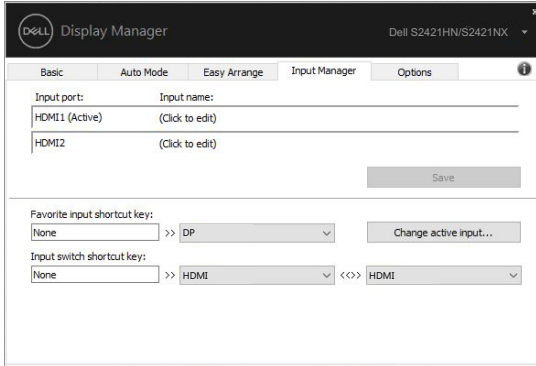 DELL Display Manager Dell S2421HN/S2421NX
Basic Auto Mode Easy Arrange Input Manager Options
Input port: Input name:
HDMI1 (Active) (Click to edit)
HDMI2 (Click to edit)
Save
Favorite input shortcut key:
None >> DP Change active input...
Input switch shortcut key:
None >> HDMI <<>> HDMI